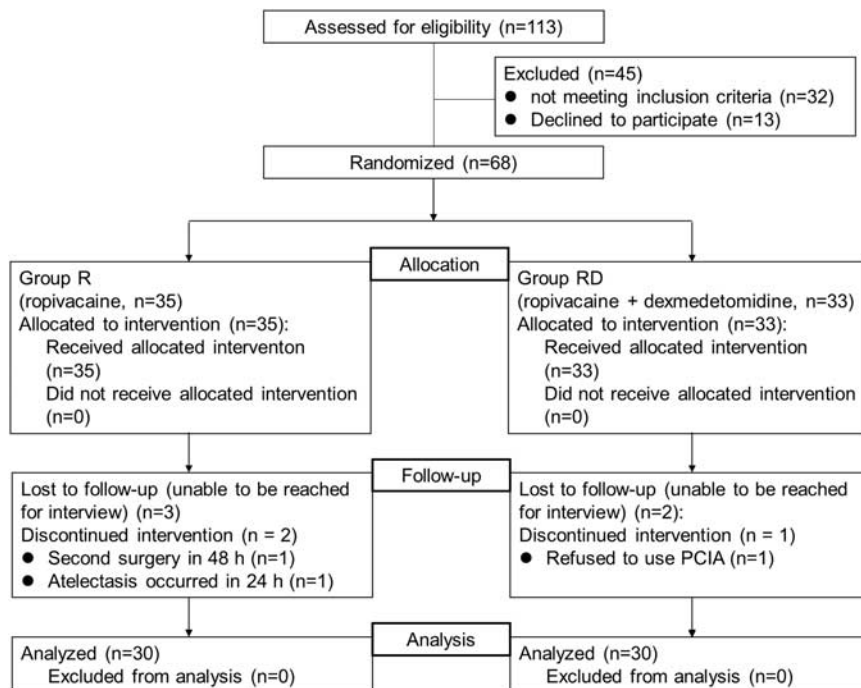 Assessed for eligibility (n=113)
Excluded (n=45)
● not meeting inclusion criteria (n=32)
● Declined to participate (n=13)
Randomized (n=68)
Allocation
Group R
(ropivacaine, n=35)
Allocated to intervention (n=35):
Received allocated interventon
(n=35)
Did not receive allocated intervention
(n=0)
Group RD
(ropivacaine + dexmedetomidine, n=33)
Allocated to intervention (n=33):
Received allocated intervention
(n=33)
Did not receive allocated intervention
(n=0)
Follow-up
Lost to follow-up (unable to be reached
for interview) (n=3)
Discontinued intervention (n = 2)
● Second surgery in 48 h (n=1)
● Atelectasis occurred in 24 h (n=1)
Lost to follow-up (unable to be reached
for interview) (n=2):
Discontinued intervention (n = 1)
● Refused to use PCIA (n=1)
Analysis
Analyzed (n=30)
Excluded from analysis (n=0)
Analyzed (n=30)
Excluded from analysis (n=0)